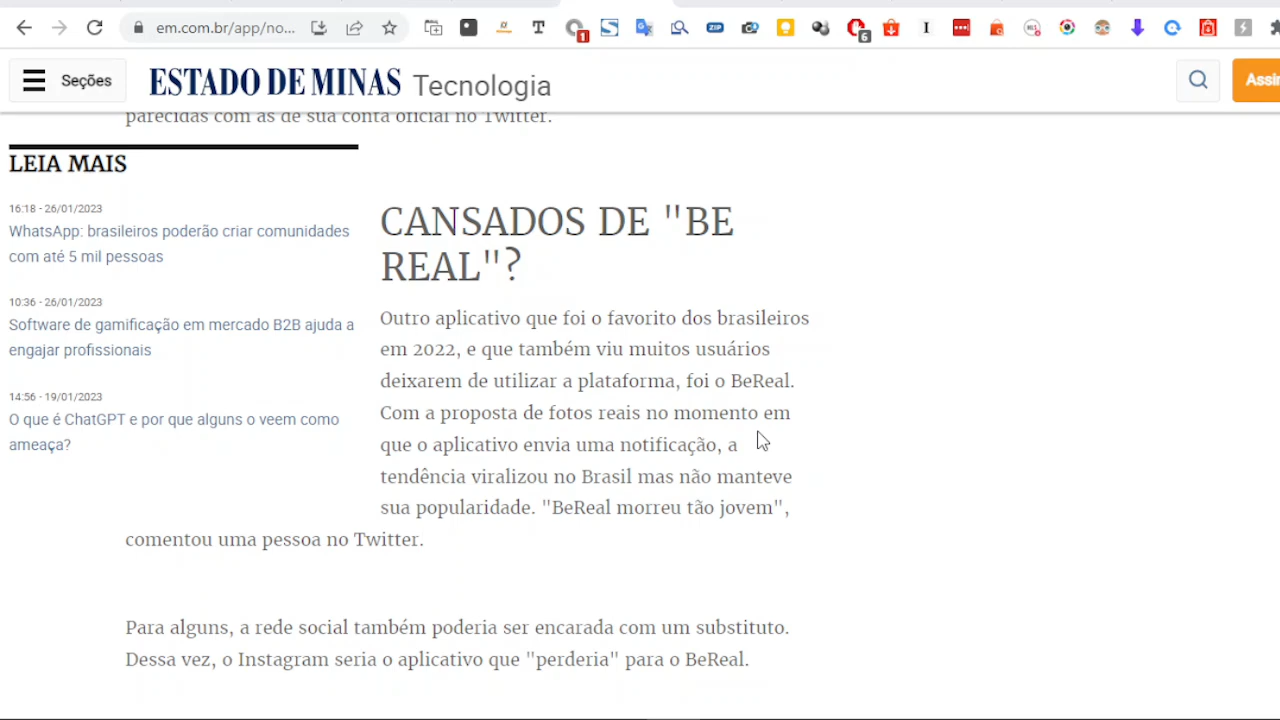 em.com.br/app/no...
T
1
S
ZIP
6
I
Seções
ESTADO DE MINAS Tecnologia
Assin
parecidas com as de sua conta oficial no Twitter.
LEIA MAIS
16:18 - 26/01/2023
WhatsApp: brasileiros poderão criar comunidades
com até 5 mil pessoas
10:36 - 26/01/2023
Software de gamificação em mercado B2B ajuda a
engajar profissionais
14:56 - 19/01/2023
O que é ChatGPT e por que alguns o veem como
ameaça?
CANSADOS DE "BE
REAL"?
Outro aplicativo que foi o favorito dos brasileiros
em 2022, e que também viu muitos usuários
deixarem de utilizar a plataforma, foi o BeReal.
Com a proposta de fotos reais no momento em
que o aplicativo envia uma notificação, a
tendência viralizou no Brasil mas não manteve
sua popularidade. "BeReal morreu tão jovem",
comentou uma pessoa no Twitter.
Para alguns, a rede social também poderia ser encarada com um substituto.
Dessa vez, o Instagram seria o aplicativo que "perderia" para o BeReal.